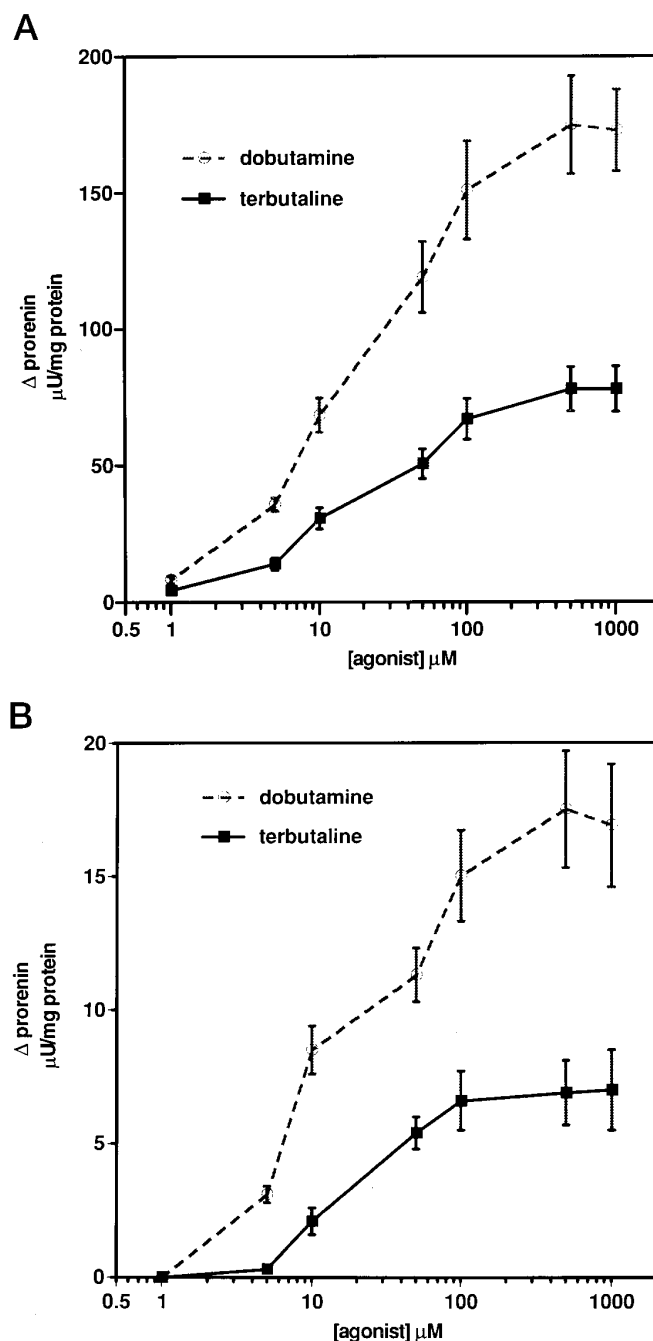 A
200
150
100
50
0
Δ prorenin
μU/mg protein
dobutamine
terbutaline
0.5 1 10 100 1000
[agonist] μM
B
20
15
10
5
0
Δ prorenin
μU/mg protein
dobutamine
terbutaline
0.5 1 10 100 1000
[agonist] μM